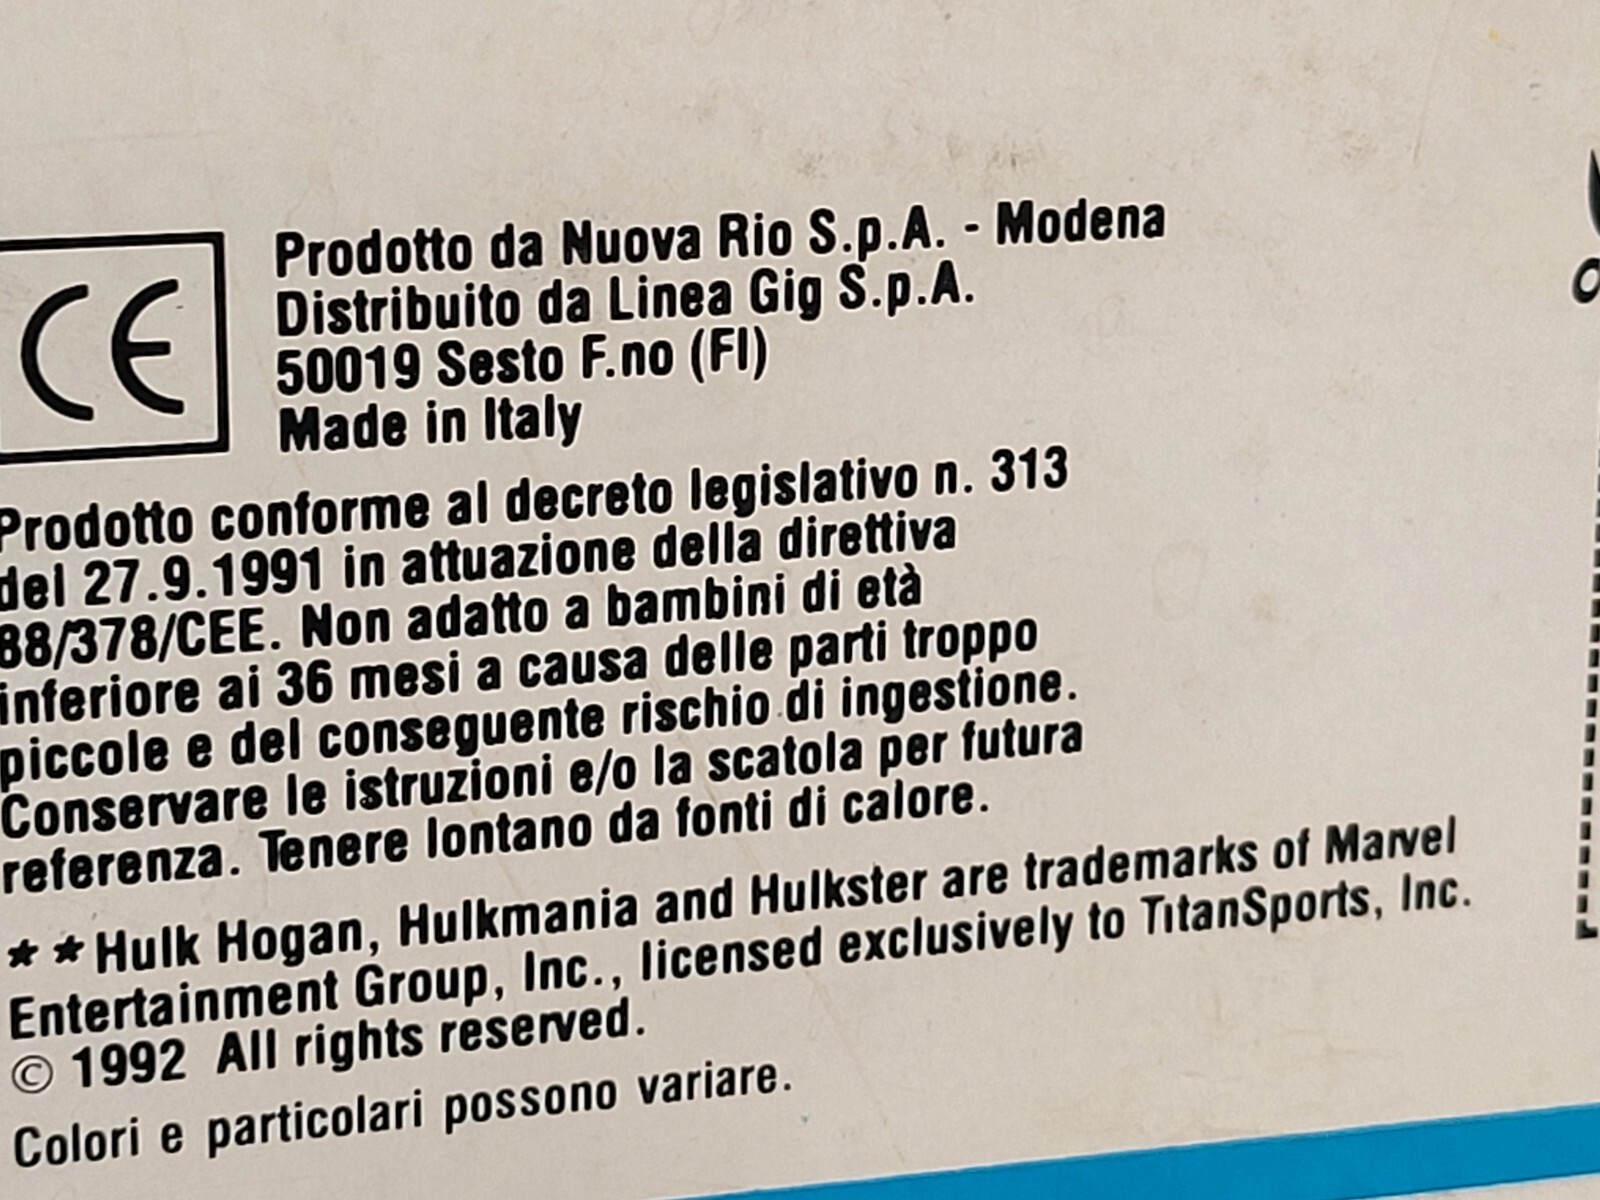 CE
Prodotto da Nuova Rio S.p.A. - Modena
Distribuito da Linea Gig S.p.A.
50019 Sesto F.no (FI)
Made in Italy
Prodotto conforme al decreto legislativo n. 313
del 27.9.1991 in attuazione della direttiva
88/378/CEE. Non adatto a bambini di età
inferiore ai 36 mesi a causa delle parti troppo
piccole e del conseguente rischio di ingestione.
Conservare le istruzioni e/o la scatola per futura
referenza. Tenere lontano da fonti di calore.
★ ★ Hulk Hogan, Hulkmania and Hulkster are trademarks of Marvel
Entertainment Group, Inc., licensed exclusively to TitanSports, Inc.
© 1992 All rights reserved.
Colori e particolari possono variare.